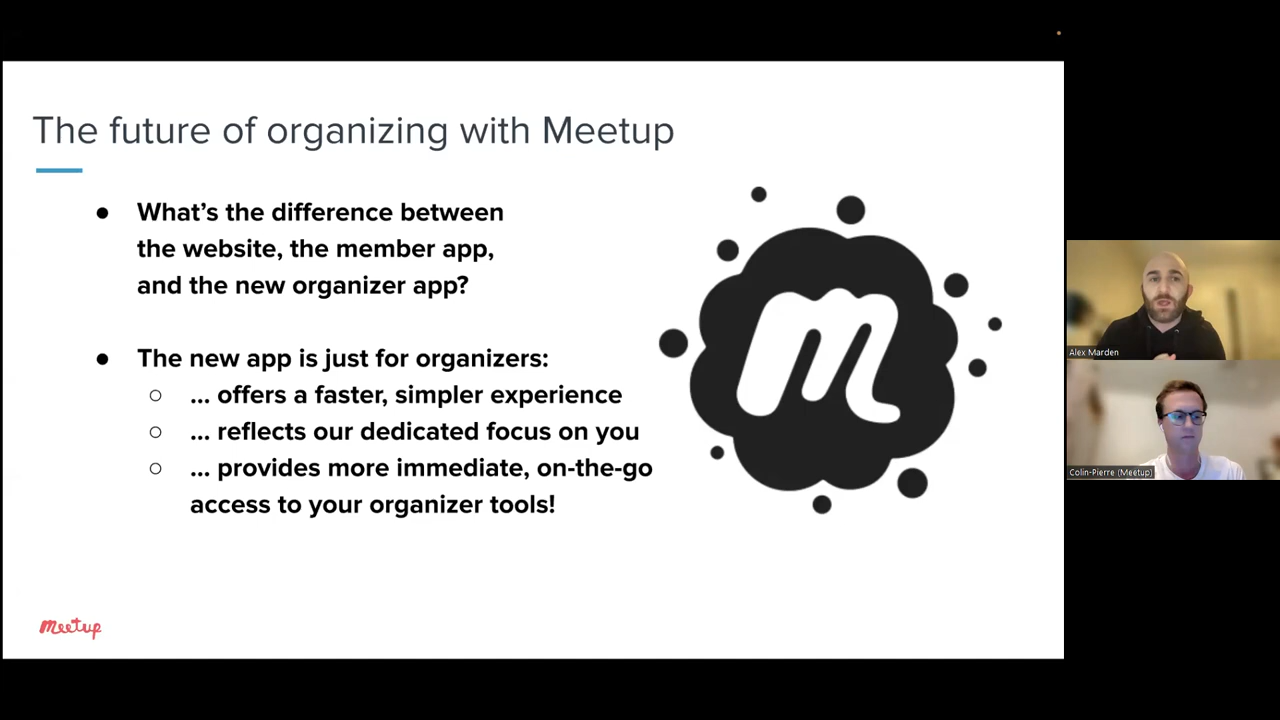 The future of organizing with Meetup
● What’s the difference between
the website, the member app,
and the new organizer app?
● The new app is just for organizers:
○ ... offers a faster, simpler experience
○ ... reflects our dedicated focus on you
○ ... provides more immediate, on-the-go
access to your organizer tools!
m
meetup
Alex Marden
Colin-Pierre (Meetup)